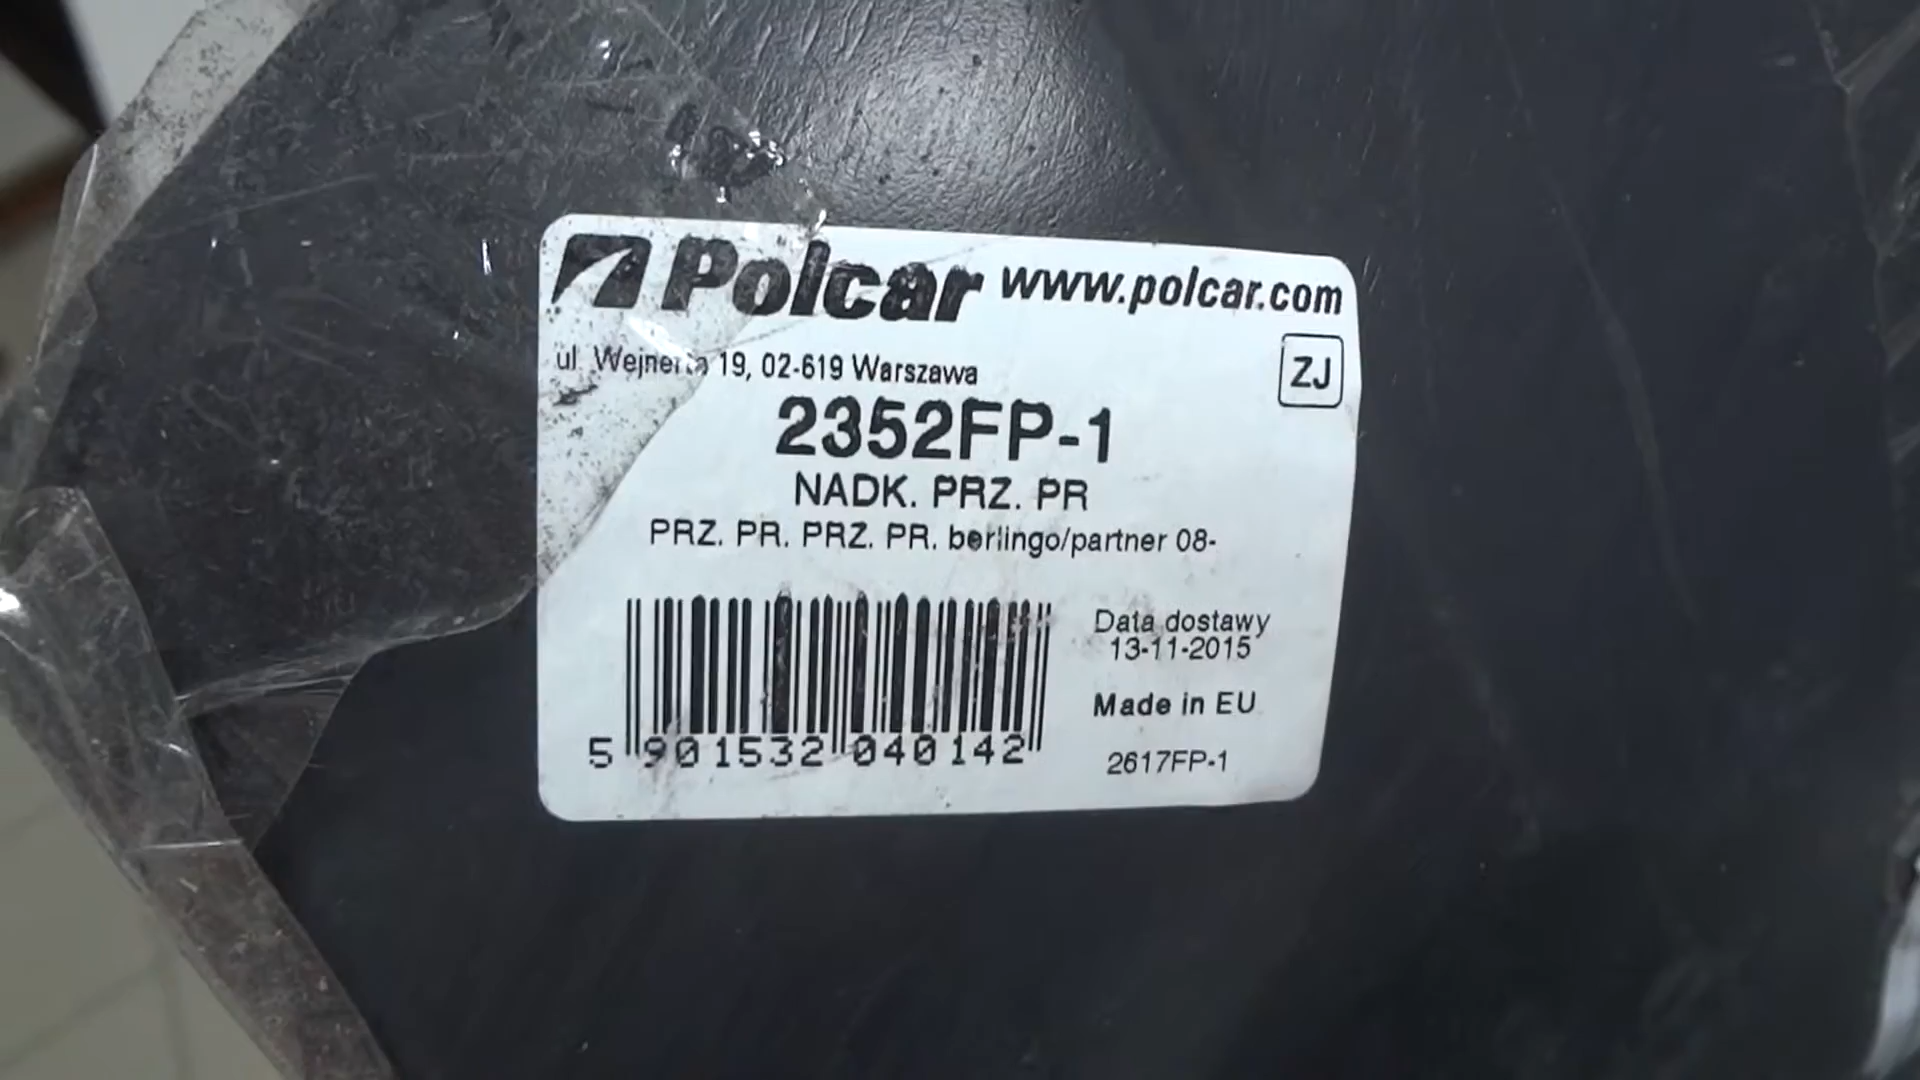 Polcar www.polcar.com
ul. Wejnerta 19, 02-619 Warszawa
ZJ
2352FP-1
NADK. PRZ. PR
PRZ. PR. PRZ. PR. berlingo/partner 08-
Data dostawy
13-11-2015
Made in EU
5 901532 040142
2617FP-1